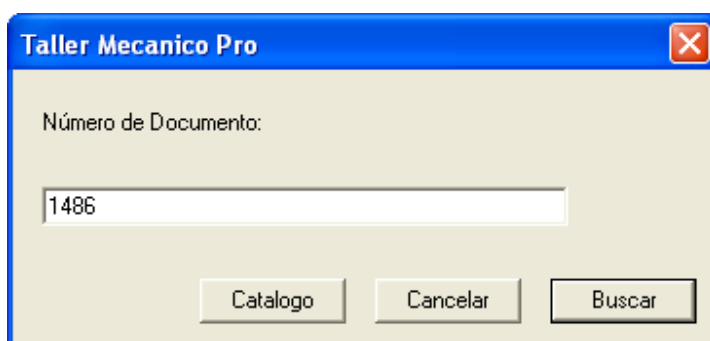 Taller Mecanico Pro
Número de Documento:
1486
Catalogo Cancelar Buscar